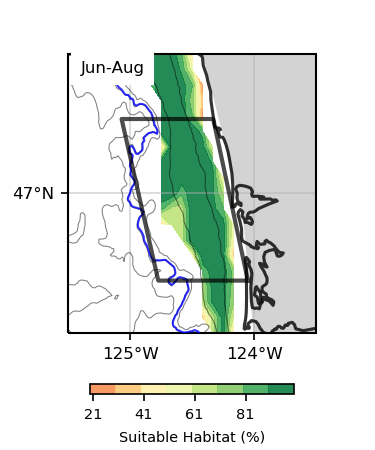 Jun-Aug
47°N
125°W 124°W
21 41 61 81
Suitable Habitat (%)